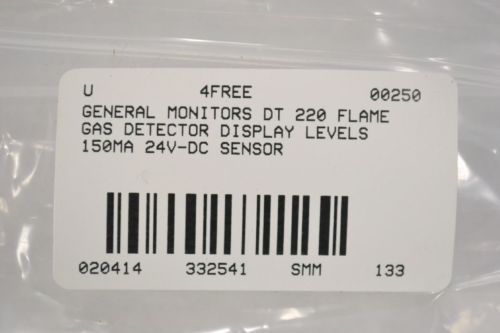 U 4FREE 00250
GENERAL MONITORS DT 220 FLAME
GAS DETECTOR DISPLAY LEVELS
150MA 24V-DC SENSOR
020414 332541 SMM 133